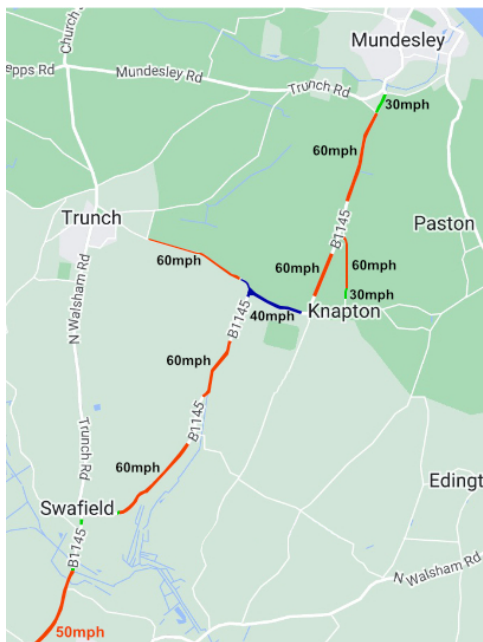 Mundesley
Church S
epps Rd
Mundesley Rd
Trunch Rd
30mph
60mph
Trunch
B1145
Paston
60mph
60mph
60mph
30mph
N Walsham Rd
40mph
Knapton
B1145
60mph
B1145
60mph
Trunch Rd
Swafield
Edingt
B1145
N Walsham Rd
50mph